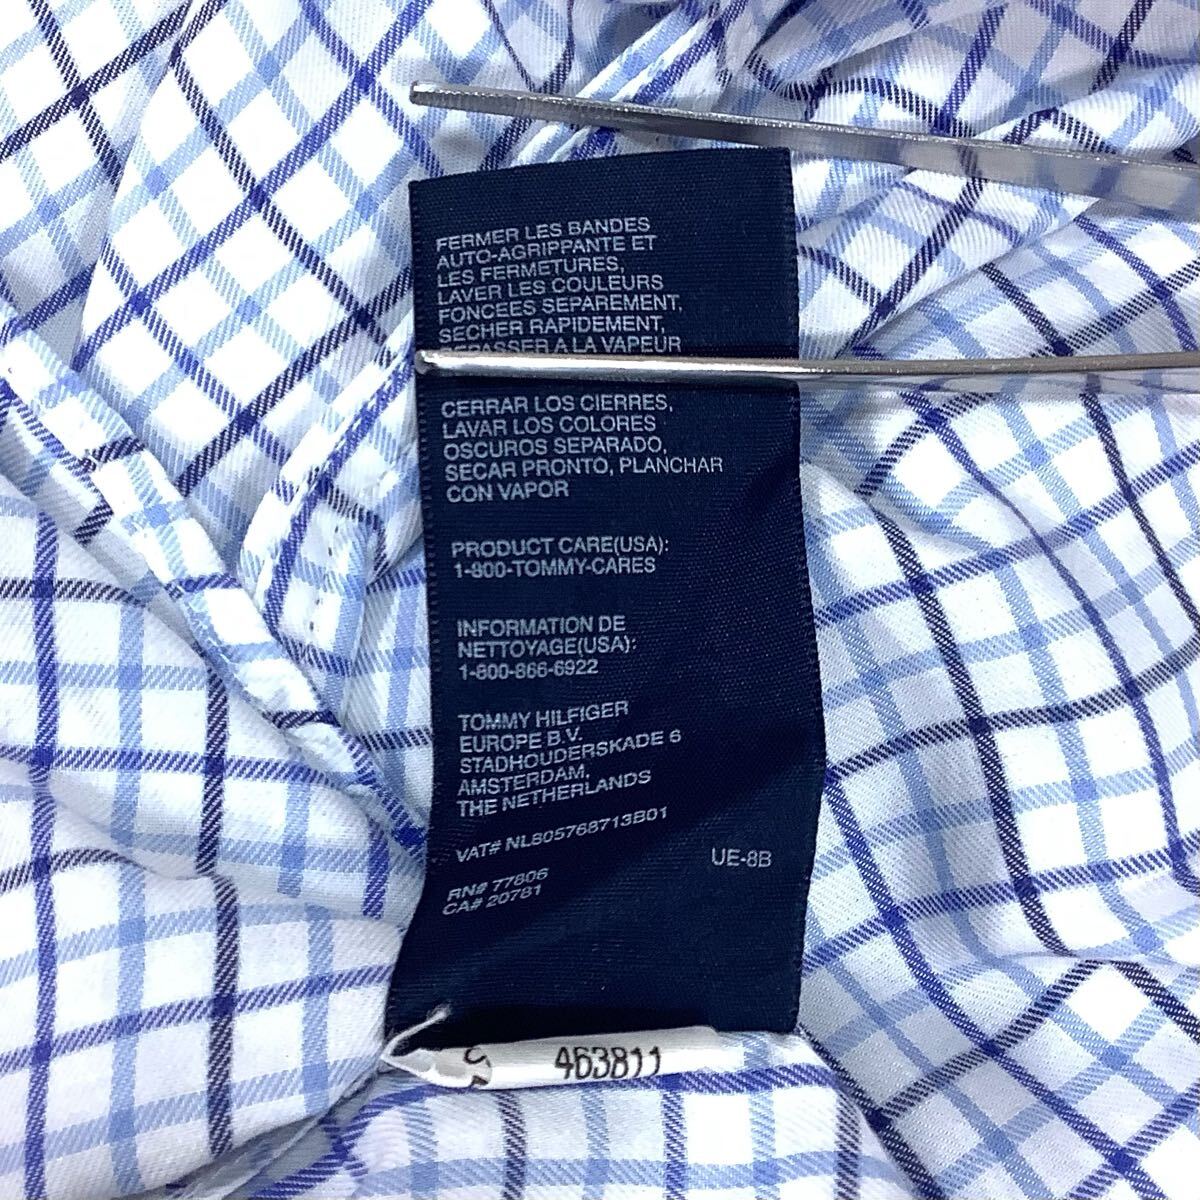 FERMER LES BANDES
AUTO-AGRIPPANTE ET
LES FERMETURES,
LAVER LES COULEURS
FONCEES SEPAREMENT,
SECHER RAPIDEMENT,
A LA VAPEUR
CERRAR LOS CIERRES,
LAVAR LOS COLORES
OSCUROS SEPARADO,
SECAR PRONTO, PLANCHAR
CON VAPOR
PRODUCT CARE(USA):
1-800-TOMMY-CARES
INFORMATION DE
NETTOYAGE(USA):
1-800-866-6922
TOMMY HILFIGER
EUROPE B.V.
STADHOUDERSKADE 6
AMSTERDAM,
THE NETHERLANDS
VAT# NL805768713B01
UE-8B
RN# 77806
CA# 20781
463811